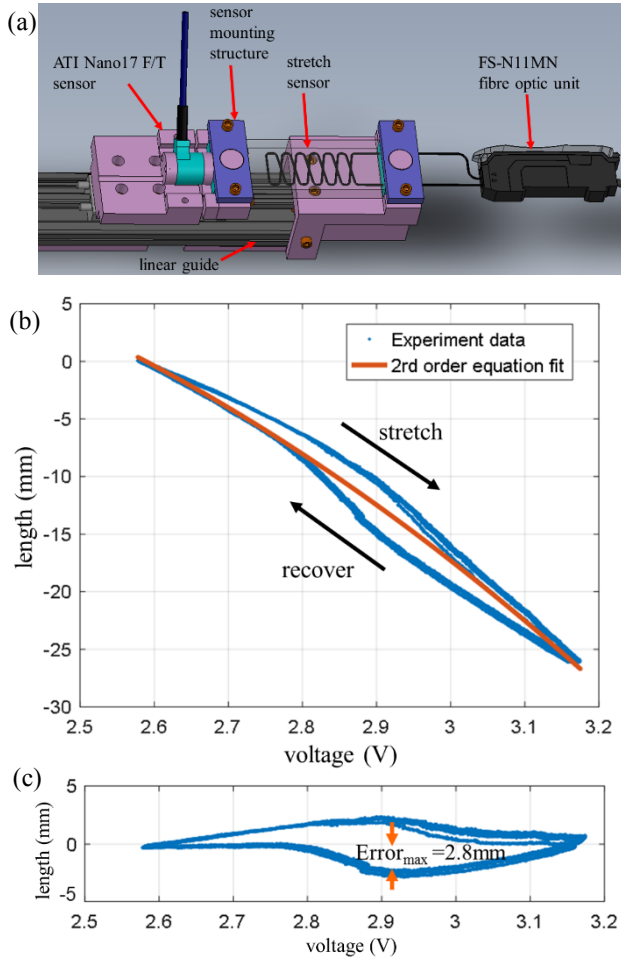 (a)
sensor
mounting
structure
ATI Nano17 F/T
sensor
stretch
sensor
FS-N11MN
fibre optic unit
linear guide
(b)
5
0
-5
-10
-15
-20
-25
-30
length (mm)
Experiment data
2rd order equation fit
stretch
recover
2.5 2.6 2.7 2.8 2.9 3 3.1 3.2
voltage (V)
(c)
5
0
-5
length (mm)
Errormax =2.8mm
2.5 2.6 2.7 2.8 2.9 3 3.1 3.2
voltage (V)